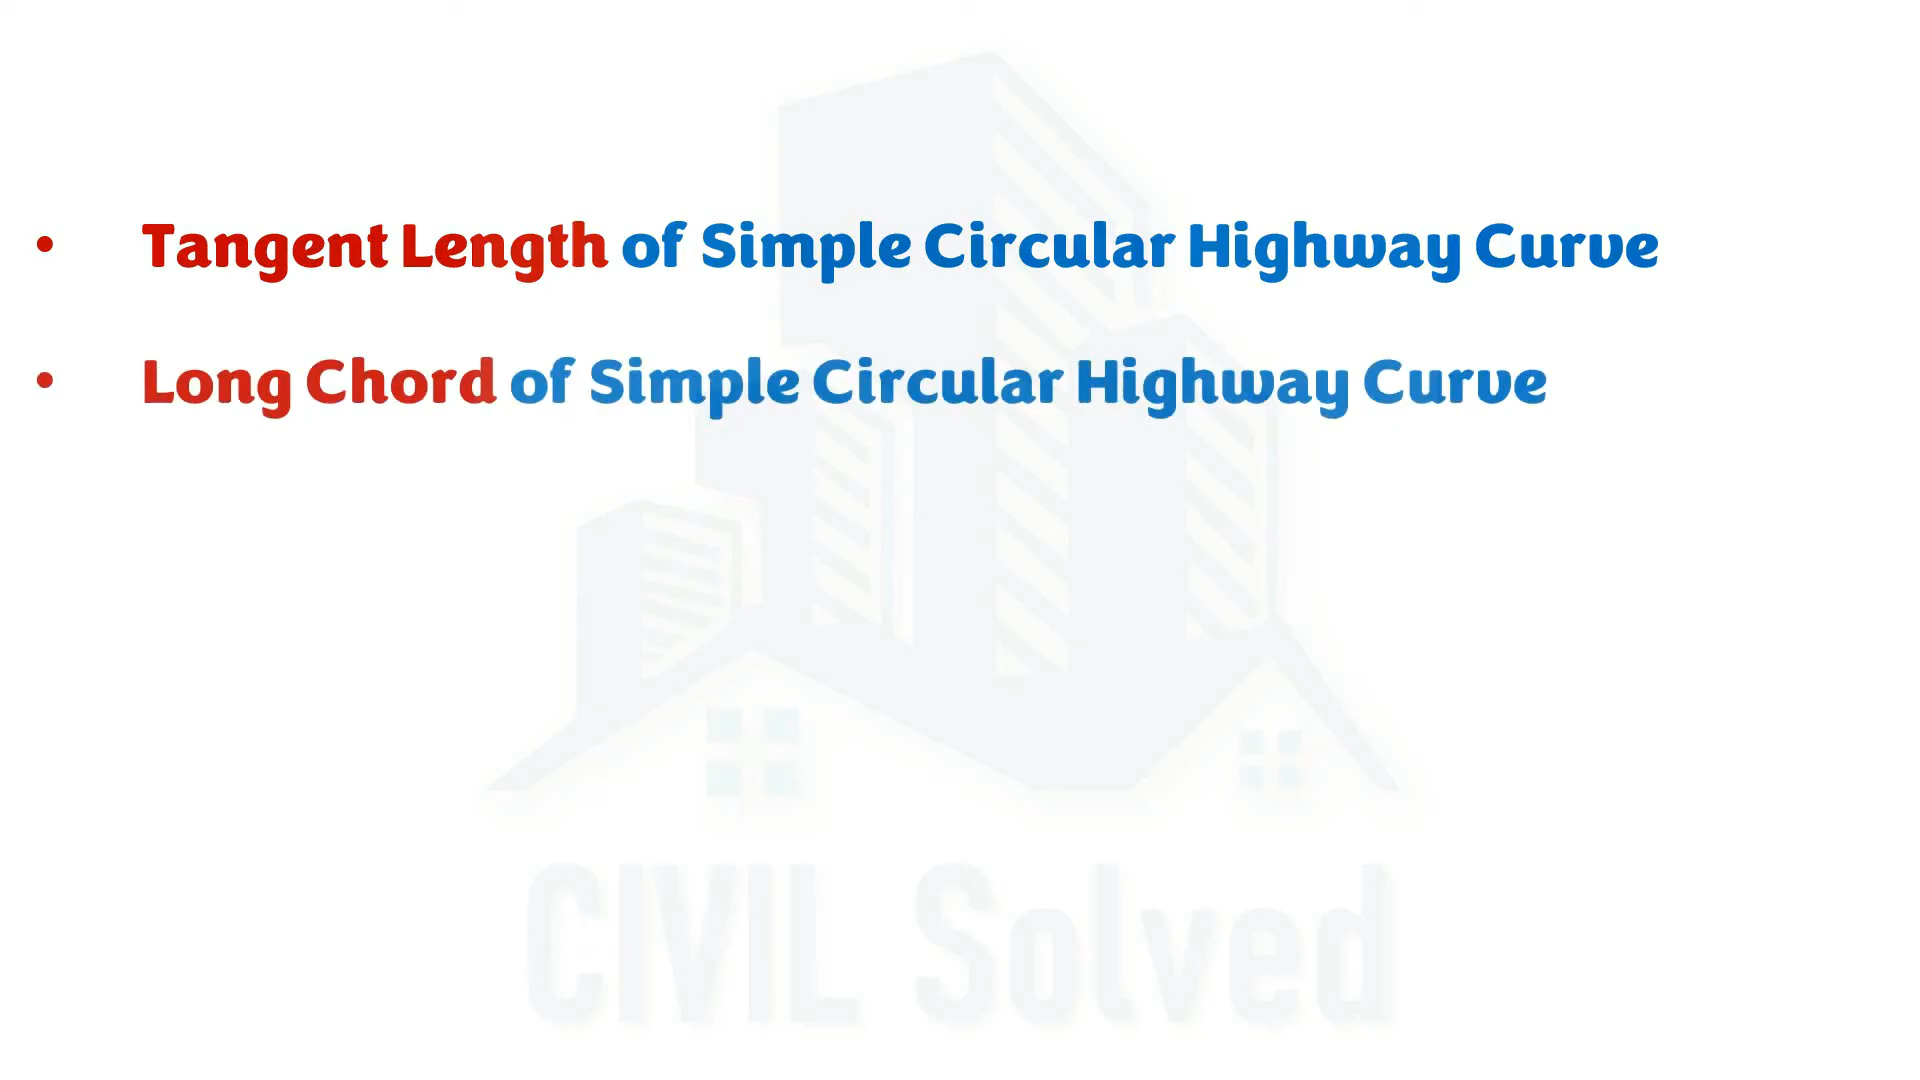 • Tangent Length of Simple Circular Highway Curve
• Long Chord of Simple Circular Highway Curve
CIVIL Solved